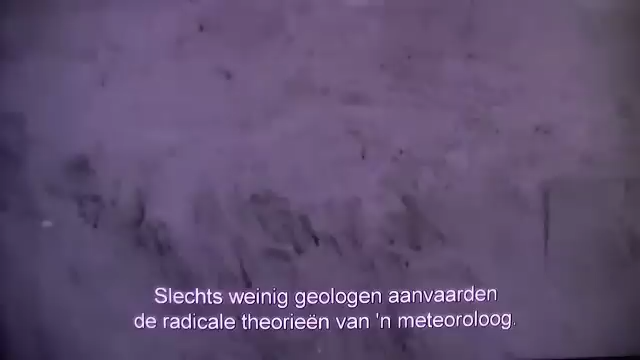 Slechts weinig geologen aanvaarden
de radicale theorieën van 'n meteoroloog.